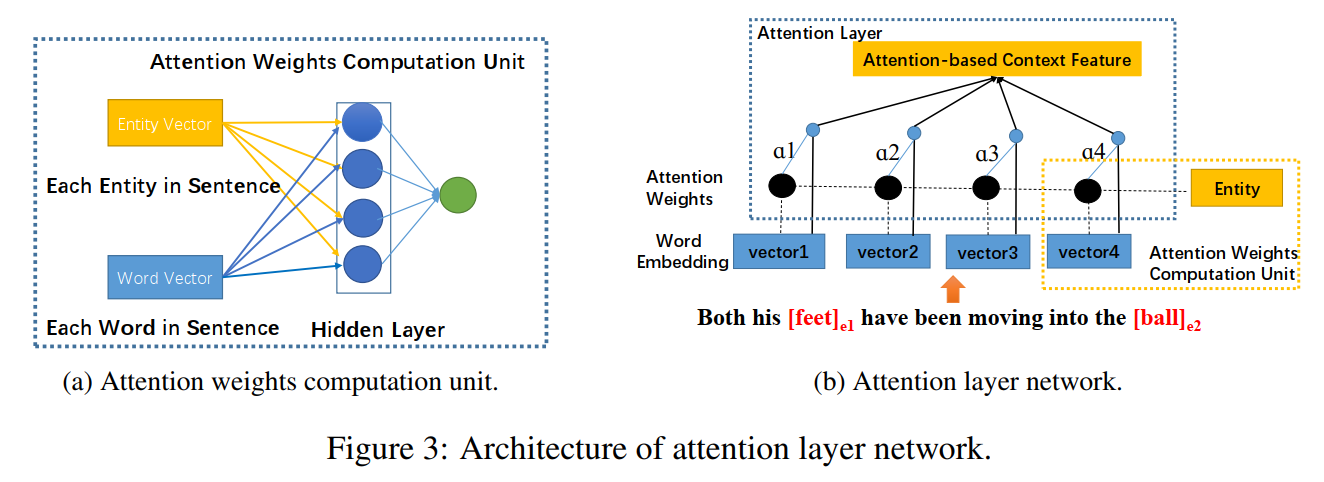 Attention Weights Computation Unit
Entity Vector
Each Entity in Sentence
Word Vector
Each Word in Sentence
Hidden Layer
(a) Attention weights computation unit.
Attention Layer
Attention-based Context Feature
α1
α2
α3
α4
Attention
Weights
Entity
Word
Embedding
vector1
vector2
vector3
vector4
Attention Weights
Computation Unit
Both his [feet]e1 have been moving into the [ball]e2
(b) Attention layer network.
Figure 3: Architecture of attention layer network.